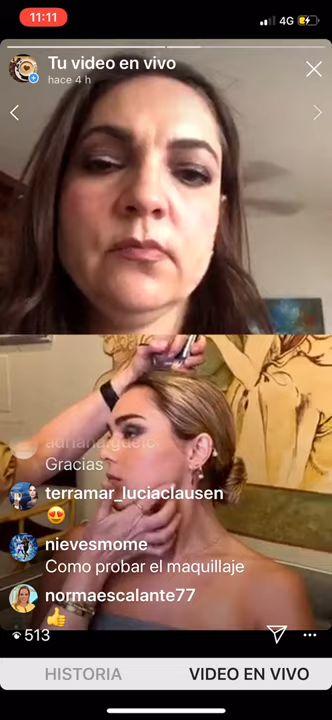 11:11
4G
Tu video en vivo
hace 4 h
Gracias
terramar_luciaclausen
nievesmome
Como probar el maquillaje
normaescalante77
513
HISTORIA
VIDEO EN VIVO